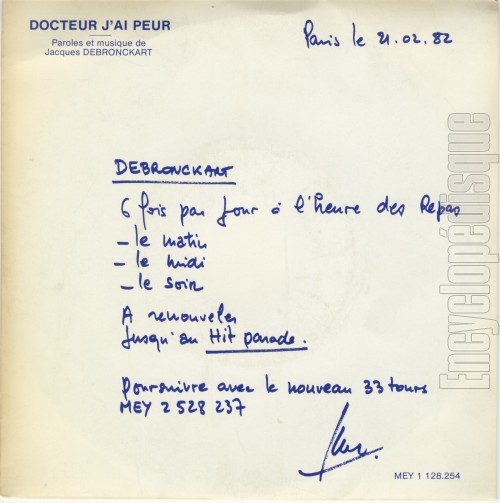 DOCTEUR J'AI PEUR
Paroles et musique de
Jacques DEBRONCKART
Paris le 21.02.82
DEBRONCKART
6 fois par jour à l'heure des Repas
- le matin
- le midi
- le soir
A renouveler
Jusqu'au Hit parade.
poursuivre avec le nouveau 33 tours
MEY 2 528 237
MEY 1 128.254
Encyclopédisque